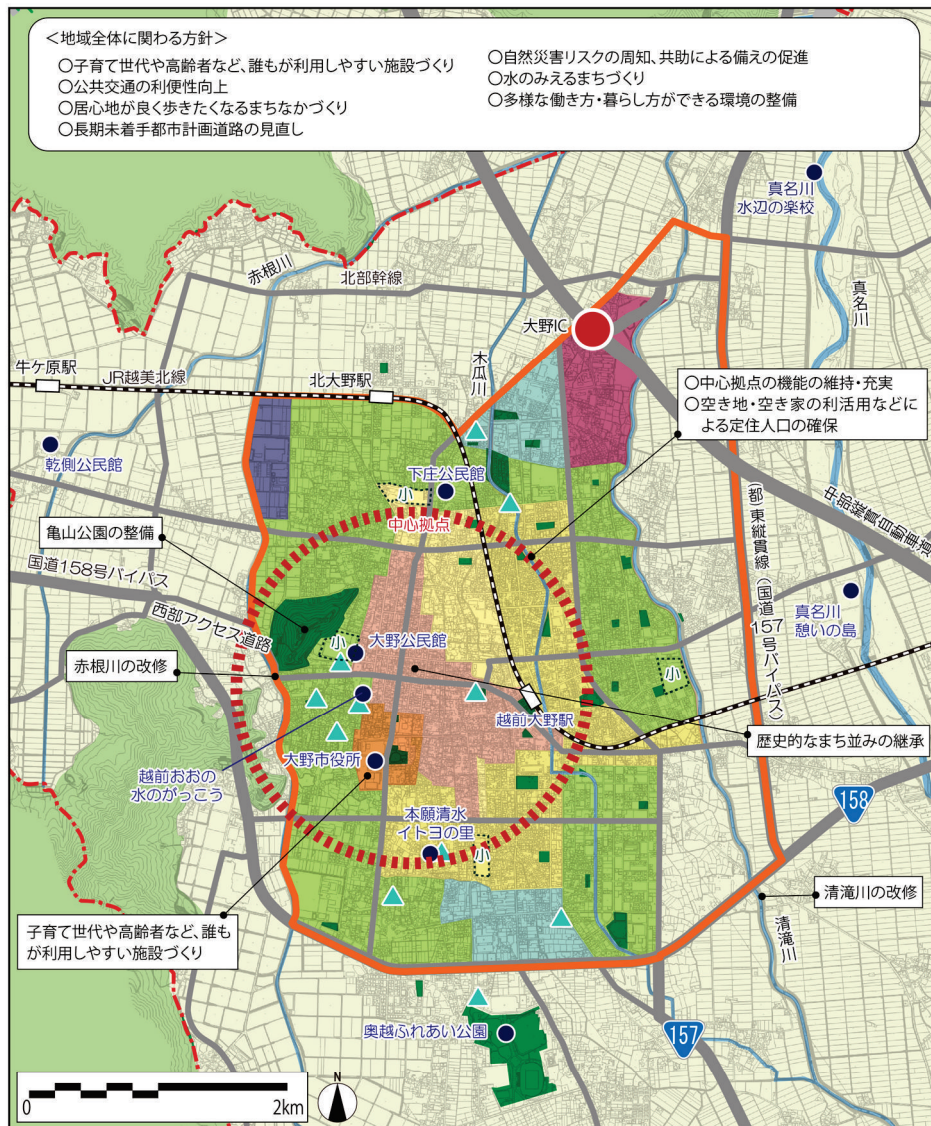 ＜地域全体に関わる方針＞
○子育て世代や高齢者など、誰もが利用しやすい施設づくり
○公共交通の利便性向上
○居心地が良く歩きたくなるまちなかづくり
○長期未着手都市計画道路の見直し
○自然災害リスクの周知、共助による備えの促進
○水のみえるまちづくり
○多様な働き方・暮らし方ができる環境の整備
真名川
水辺の楽校
赤根川
北部幹線
真名川
大野IC
牛ケ原駅
JR越美北線
北大野駅
木瓜川
○中心拠点の機能の維持・充実
○空き地・空き家の利活用などに
よる定住人口の確保
乾側公民館
下庄公民館
小
中心拠点
(都)東縦貫線(国道157号バイパス)
中部縦貫自動車道
亀山公園の整備
国道158号バイパス
西部アクセス道路
真名川
憩いの島
小
大野公民館
小
赤根川の改修
越前大野駅
歴史的なまち並みの継承
大野市役所
越前おおの
水のがっこう
158
本願清水
イトヨの里
小
清滝川の改修
清滝川
子育て世代や高齢者など、誰も
が利用しやすい施設づくり
奥越ふれあい公園
157
N
0
2km